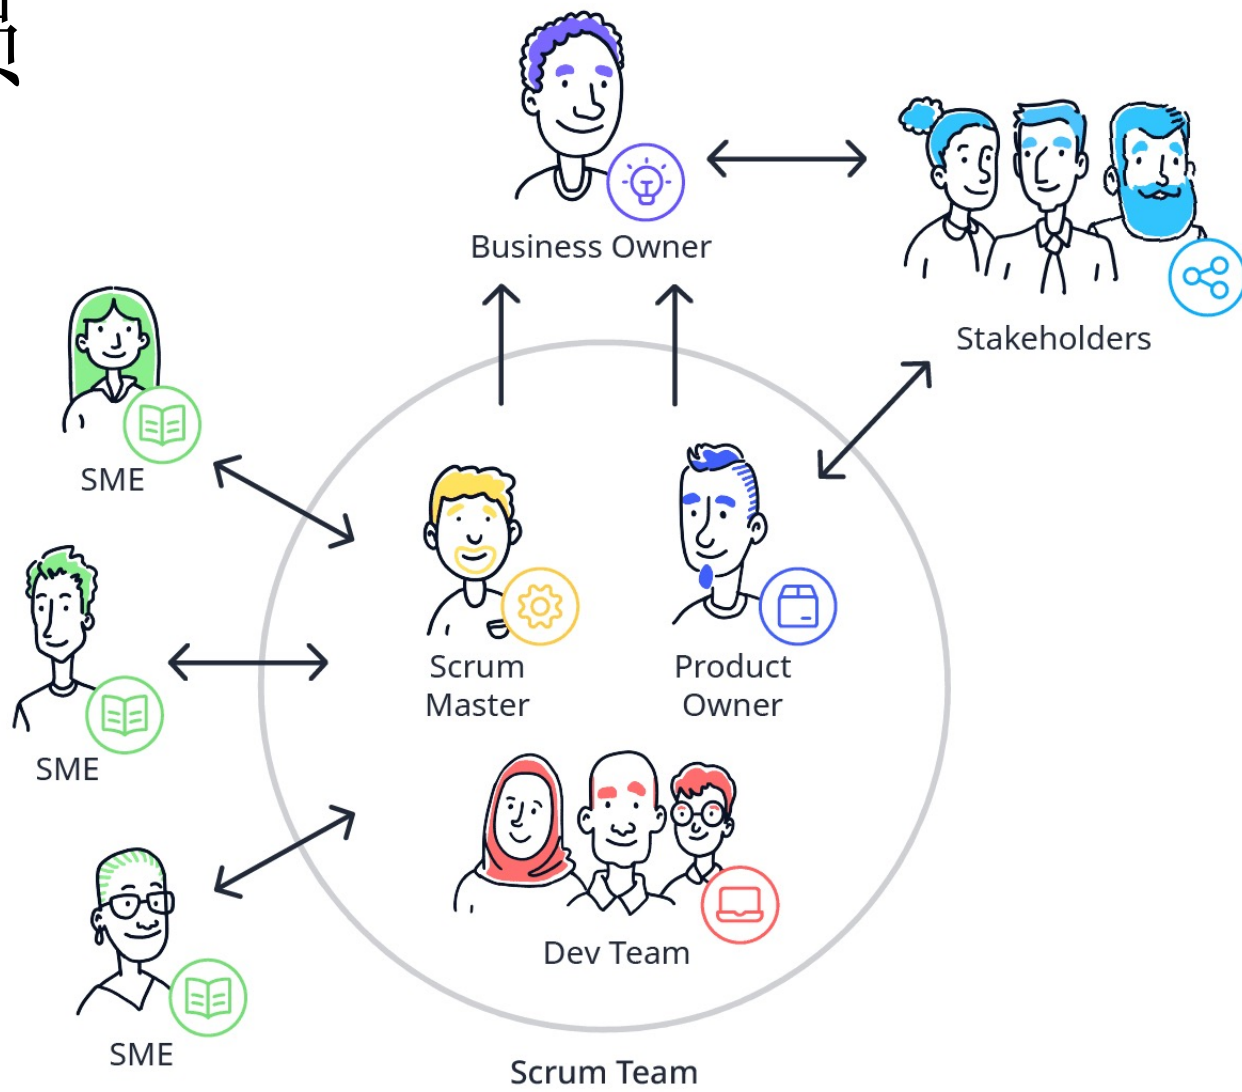 Business Owner
Stakeholders
SME
Scrum
Master
Product
Owner
SME
Dev Team
SME
Scrum Team